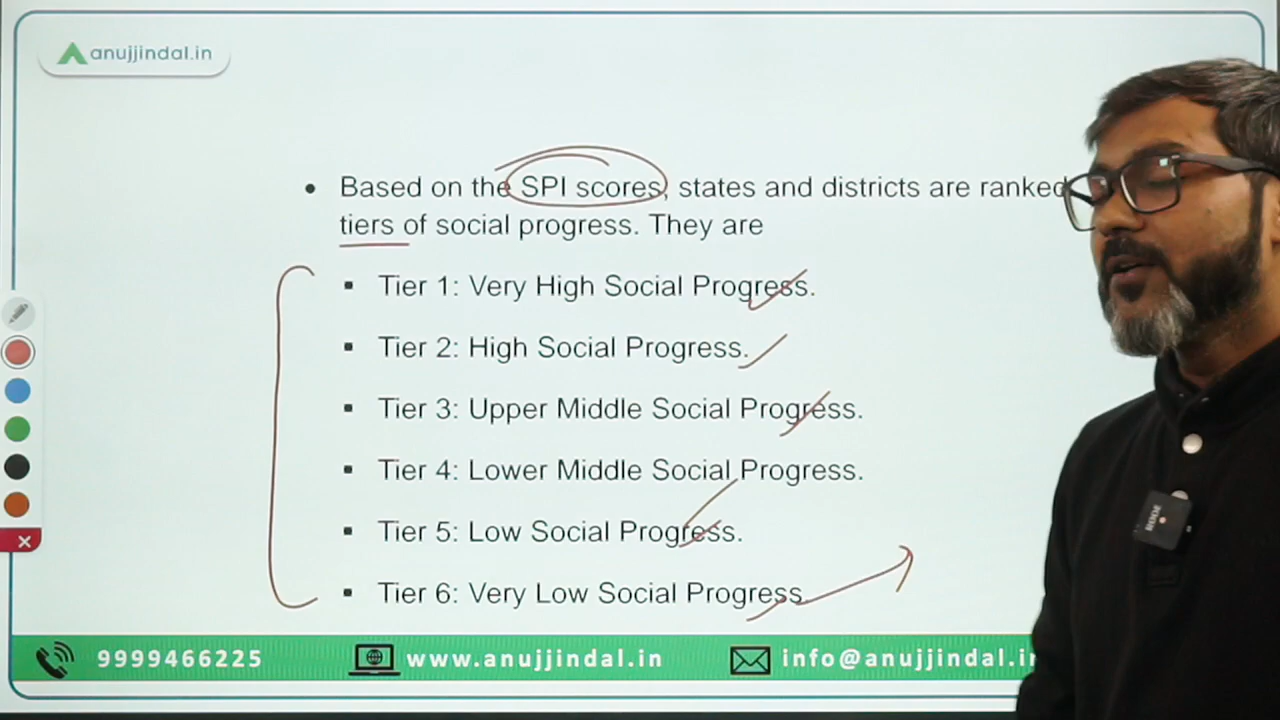 anujjindal.in
Based on the SPI scores, states and districts are ranked
tiers of social progress. They are
Tier 1: Very High Social Progress.
Tier 2: High Social Progress.
Tier 3: Upper Middle Social Progress.
Tier 4: Lower Middle Social Progress.
Tier 5: Low Social Progress.
Tier 6: Very Low Social Progress.
9999466225 www.anujjindal.in info@anujjindal.in